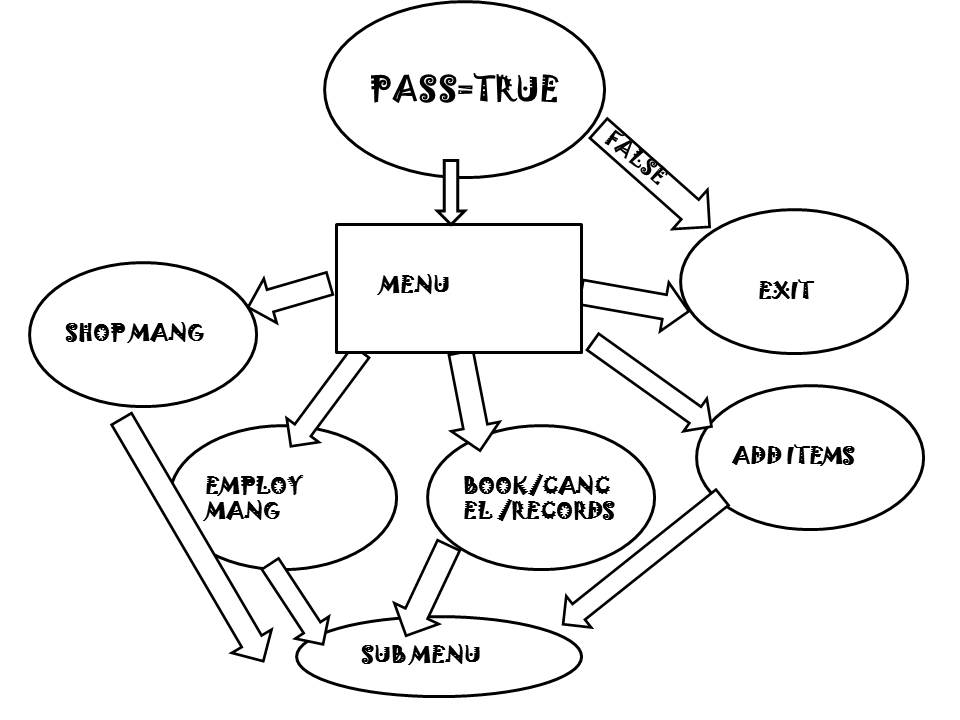 PASS=TRUE
FALSE
MENU
EXIT
SHOP MANG
ADD ITEMS
EMPLOY
MANG
BOOK/CANC
EL /RECORDS
SUB MENU